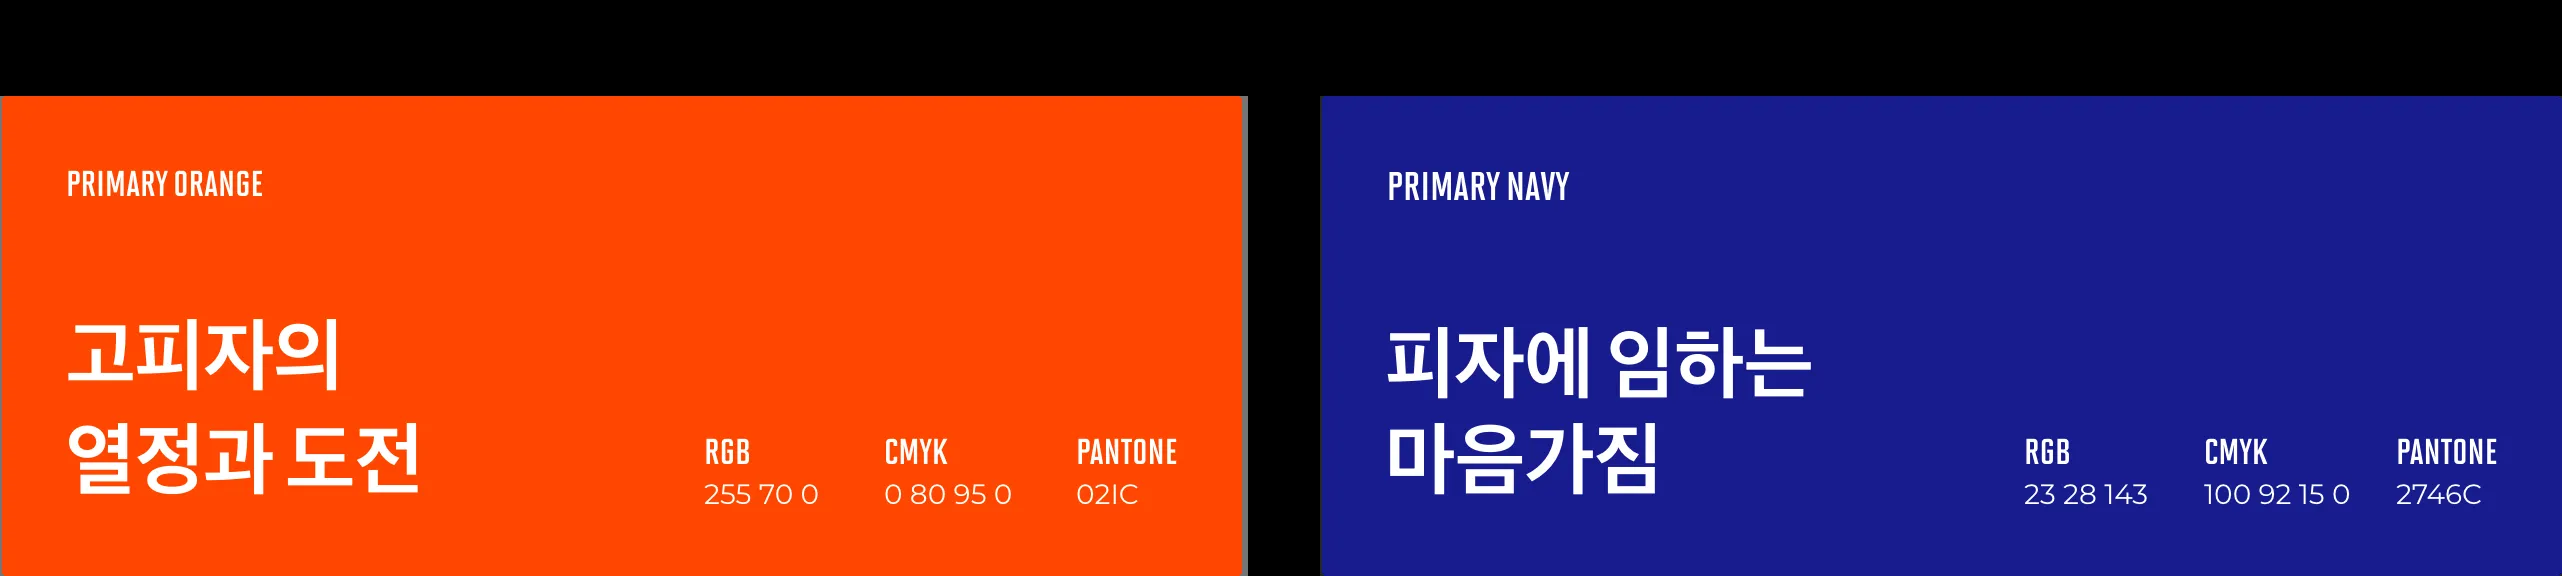 PRIMARY ORANGE
고피자의
열정과 도전
RGB
255 70 0
CMYK
0 80 95 0
PANTONE
02IC
PRIMARY NAVY
피자에 임하는
마음가짐
RGB
23 28 143
CMYK
100 92 15 0
PANTONE
2746C